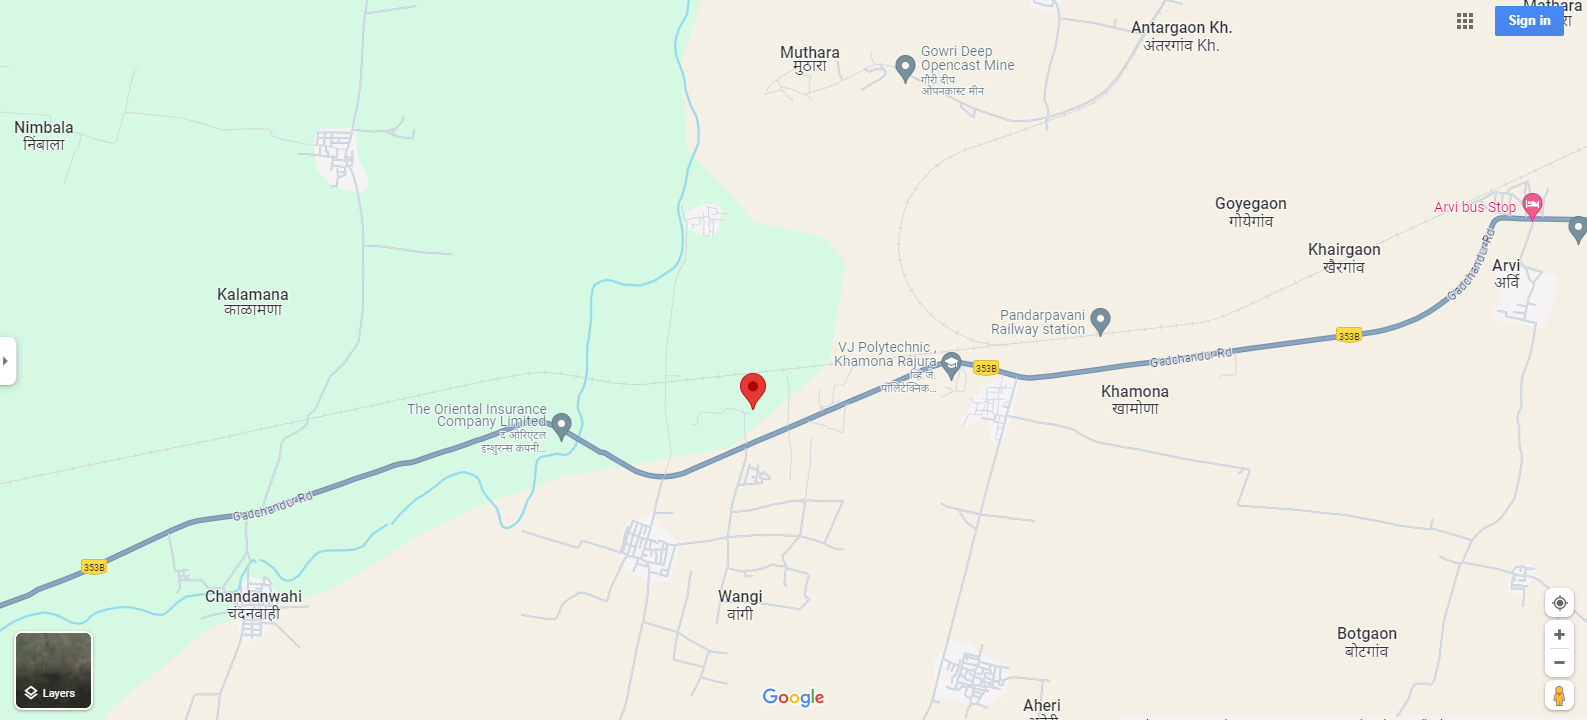 Mathara
Sign in
Antargaon Kh.
अंतरगांव Kh.
Muthara
मुठारा
Gowri Deep
Opencast Mine
गौरी दीप
ओपनकास्ट मीन
Nimbala
निंबाला
Goyegaon
गोयेगांव
Arvi bus Stop
Khairgaon
खैरगांव
Gadchandur Rd
Arvi
अर्वि
Kalamana
काळामणा
Pandarpavani
Railway station
353B
VJ Polytechnic ,
Khamona Rajura
व्हि.जे.
पॉलिटेक्निक...
353B
Gadchandur Rd
Khamona
खामोणा
The Oriental Insurance
Company Limited
द ओरिएंटल
इन्शुरन्स कंपनी...
Gadchandur Rd
353B
Chandanwahi
चंदनवाही
Wangi
वांगी
Botgaon
बोटगांव
Layers
Google
Aheri